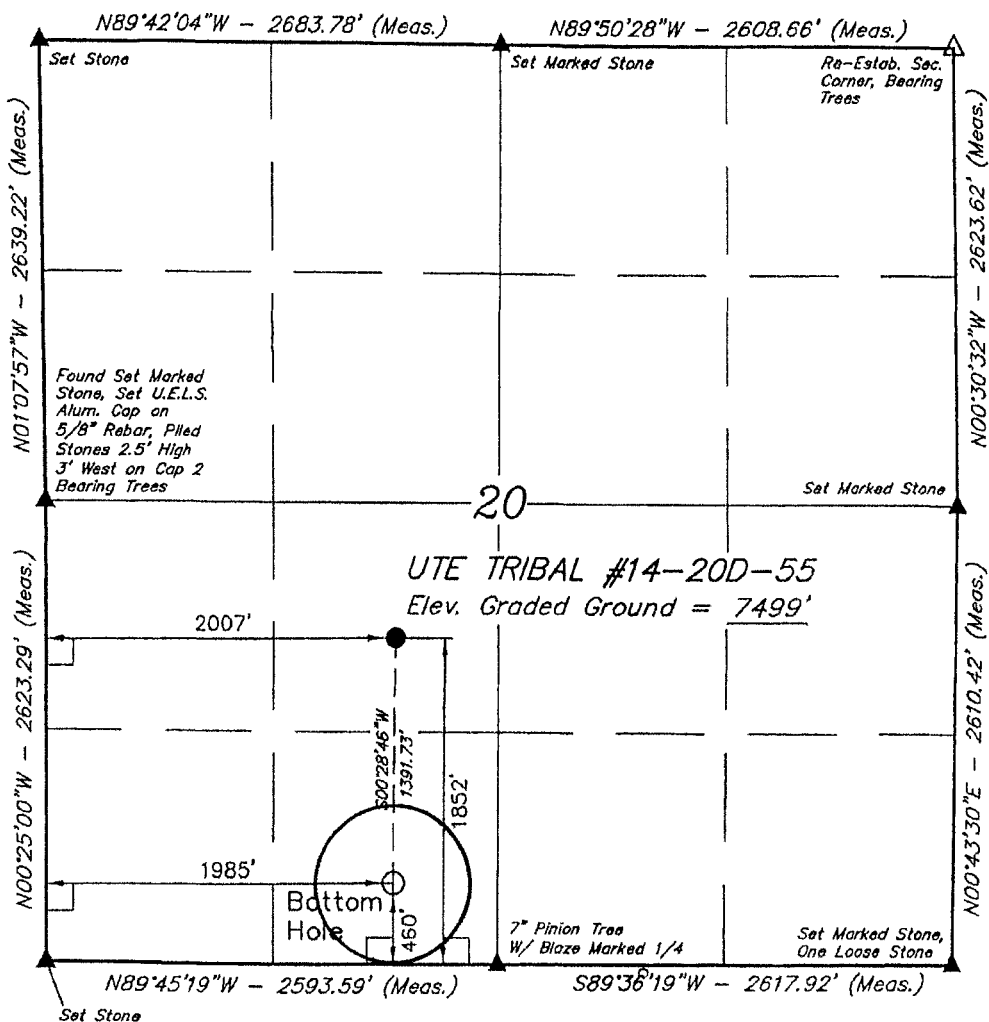 N89°42'04"W - 2683.78' (Meas.)
N89°50'28"W - 2608.66' (Meas.)
Set Stone
Set Marked Stone
Re-Estab. Sec.
Corner, Bearing
Trees
N01°07'57"W - 2639.22' (Meas.)
N00°30'32"W - 2623.62' (Meas.)
Found Set Marked
Stone, Set U.E.L.S.
Alum. Cap on
5/8" Rebar, Piled
Stones 2.5' High
3' West on Cap 2
Bearing Trees
20
Set Marked Stone
UTE TRIBAL #14-20D-55
Elev. Graded Ground = 7499'
N00°25'00"W - 2623.29' (Meas.)
2007'
S00°28'46"W
1391.73'
1852'
N00°43'30"E - 2610.42' (Meas.)
1985'
Bottom
Hole
460'
7" Pinion Tree
W/ Blaze Marked 1/4
Set Marked Stone,
One Loose Stone
N89°45'19"W - 2593.59' (Meas.)
S89°36'19"W - 2617.92' (Meas.)
Set Stone